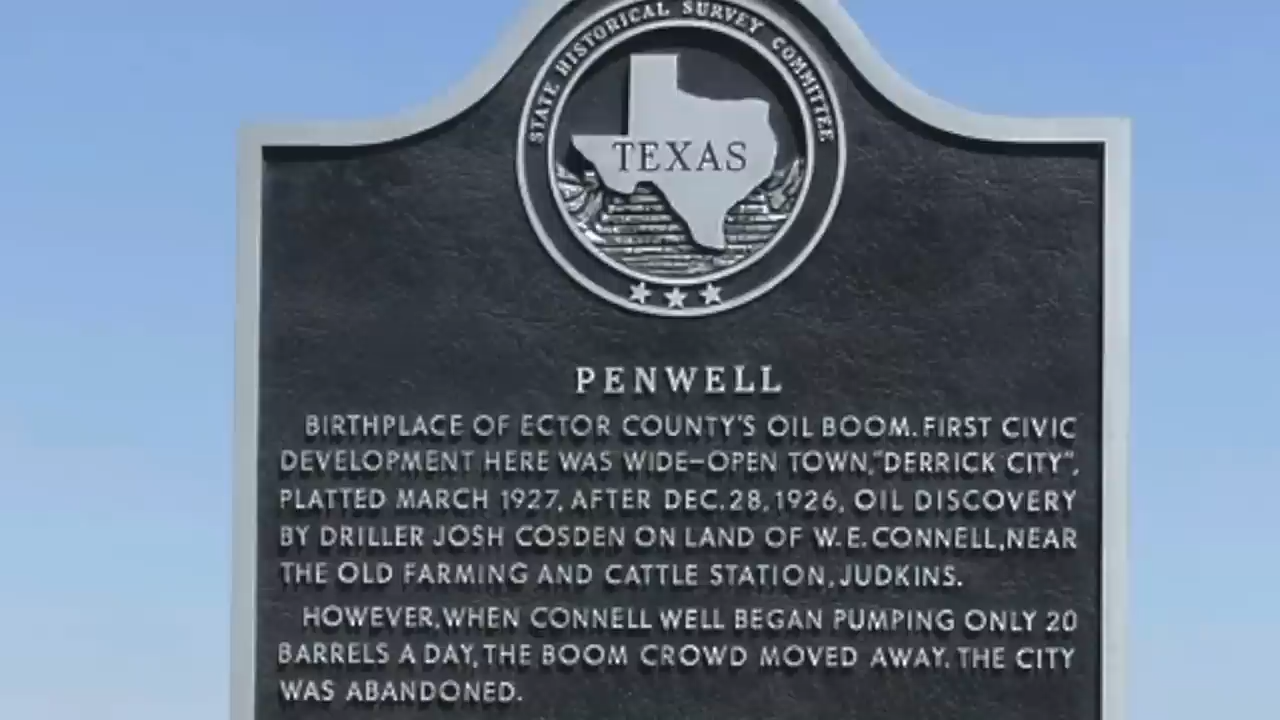 STATE HISTORICAL SURVEY COMMITTEE
TEXAS
PENWELL
BIRTHPLACE OF ECTOR COUNTY'S OIL BOOM. FIRST CIVIC
DEVELOPMENT HERE WAS WIDE-OPEN TOWN, "DERRICK CITY",
PLATTED MARCH 1927, AFTER DEC. 28, 1926, OIL DISCOVERY
BY DRILLER JOSH COSDEN ON LAND OF W. E. CONNELL, NEAR
THE OLD FARMING AND CATTLE STATION, JUDKINS.
HOWEVER, WHEN CONNELL WELL BEGAN PUMPING ONLY 20
BARRELS A DAY, THE BOOM CROWD MOVED AWAY. THE CITY
WAS ABANDONED.